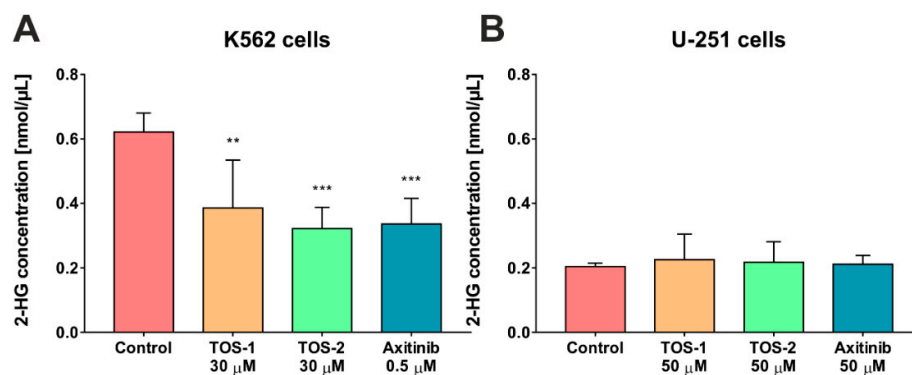 A
K562 cells
2-HG concentration [nmol/µL]
0.8
0.6
0.4
0.2
0.0
**
***
***
Control
TOS-1
30 µM
TOS-2
30 µM
Axitinib
0.5 µM
B
U-251 cells
2-HG concentration [nmol/µL]
0.8
0.6
0.4
0.2
0.0
Control
TOS-1
50 µM
TOS-2
50 µM
Axitinib
50 µM